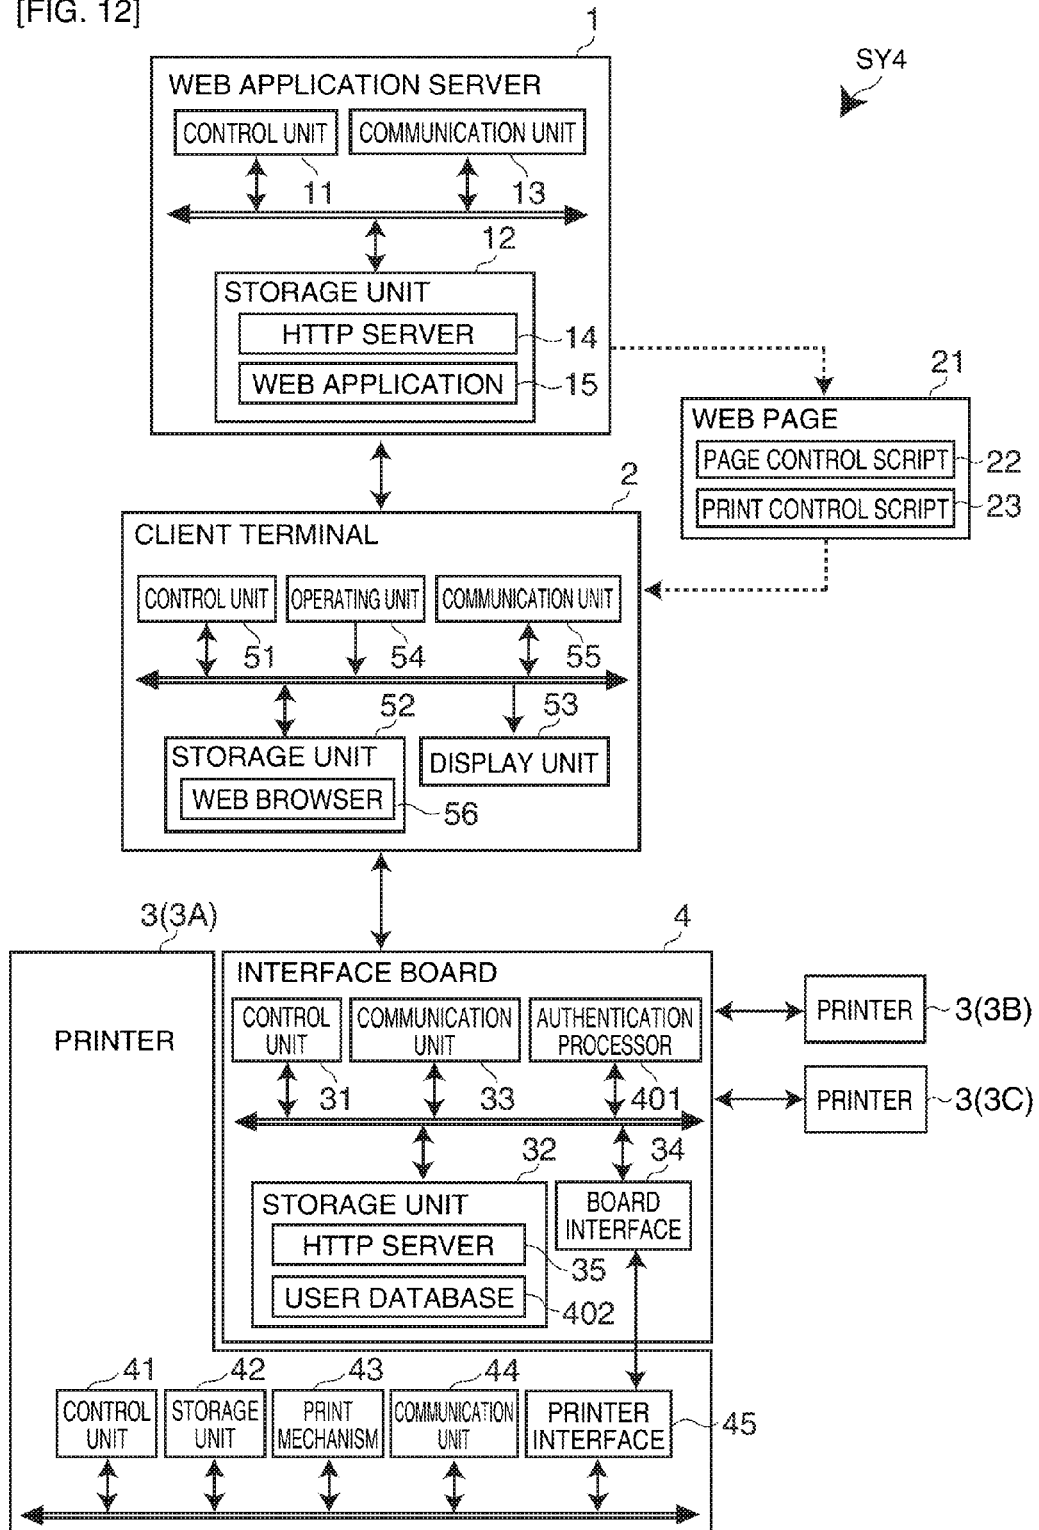 [FIG. 12]
1
SY4
WEB APPLICATION SERVER
CONTROL UNIT
COMMUNICATION UNIT
11
13
12
STORAGE UNIT
HTTP SERVER
14
WEB APPLICATION
15
21
WEB PAGE
PAGE CONTROL SCRIPT
22
PRINT CONTROL SCRIPT
23
2
CLIENT TERMINAL
CONTROL UNIT
OPERATING UNIT
COMMUNICATION UNIT
51
54
55
52
53
STORAGE UNIT
DISPLAY UNIT
WEB BROWSER
56
3(3A)
4
INTERFACE BOARD
PRINTER
CONTROL
UNIT
COMMUNICATION
UNIT
AUTHENTICATION
PROCESSOR
31
33
401
PRINTER
3(3B)
PRINTER
3(3C)
32
34
STORAGE UNIT
HTTP SERVER
35
USER DATABASE
402
BOARD
INTERFACE
41
42
43
44
CONTROL
UNIT
STORAGE
UNIT
PRINT
MECHANISM
COMMUNICATION
UNIT
PRINTER
INTERFACE
45